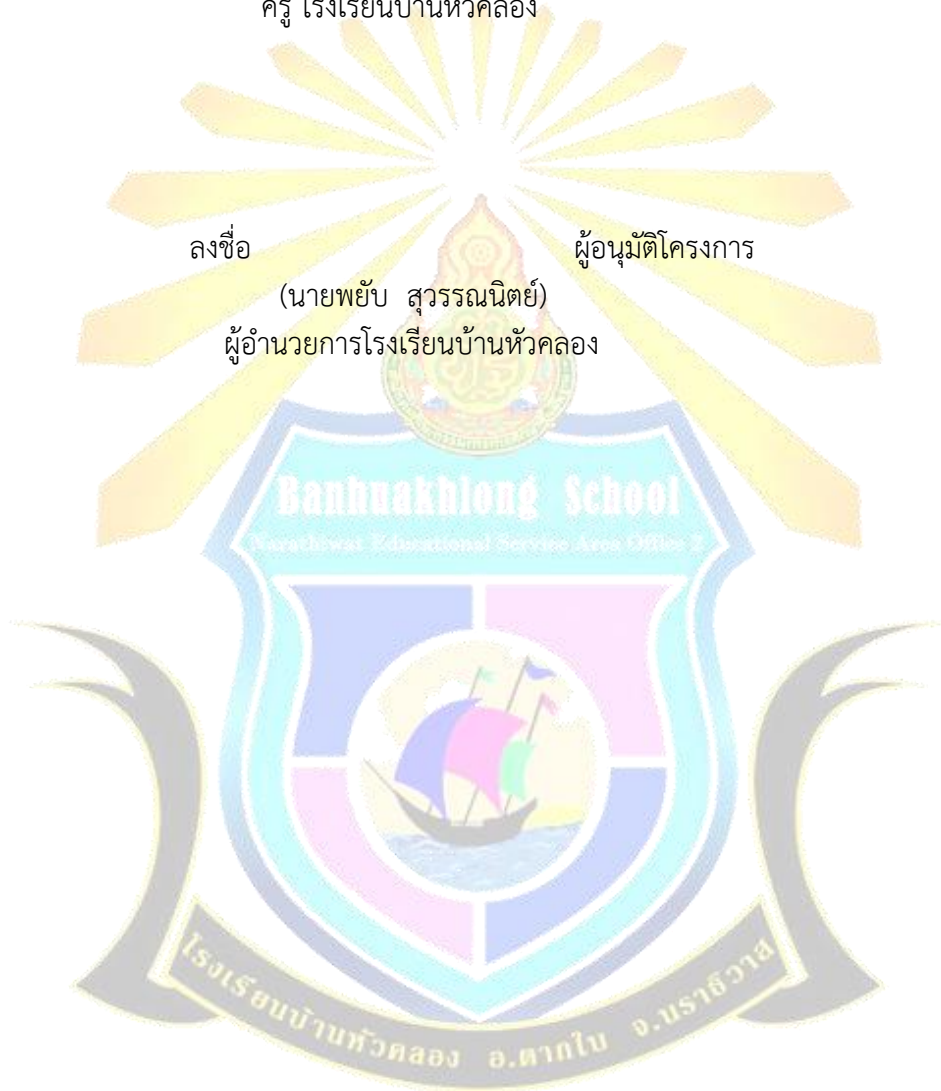 ครู โรงเรียนบ้านหัวคลอง
ลงชื่อ ผู้อนุมัติโครงการ
(นายพยับ สุวรรณนิตย์)
ผู้อำนวยการโรงเรียนบ้านหัวคลอง
Banhuakhlong School
Narathiwat Educational Service Area Office 2
โรงเรียนบ้านหัวคลอง อ.ตากใบ จ.นราธิวาส